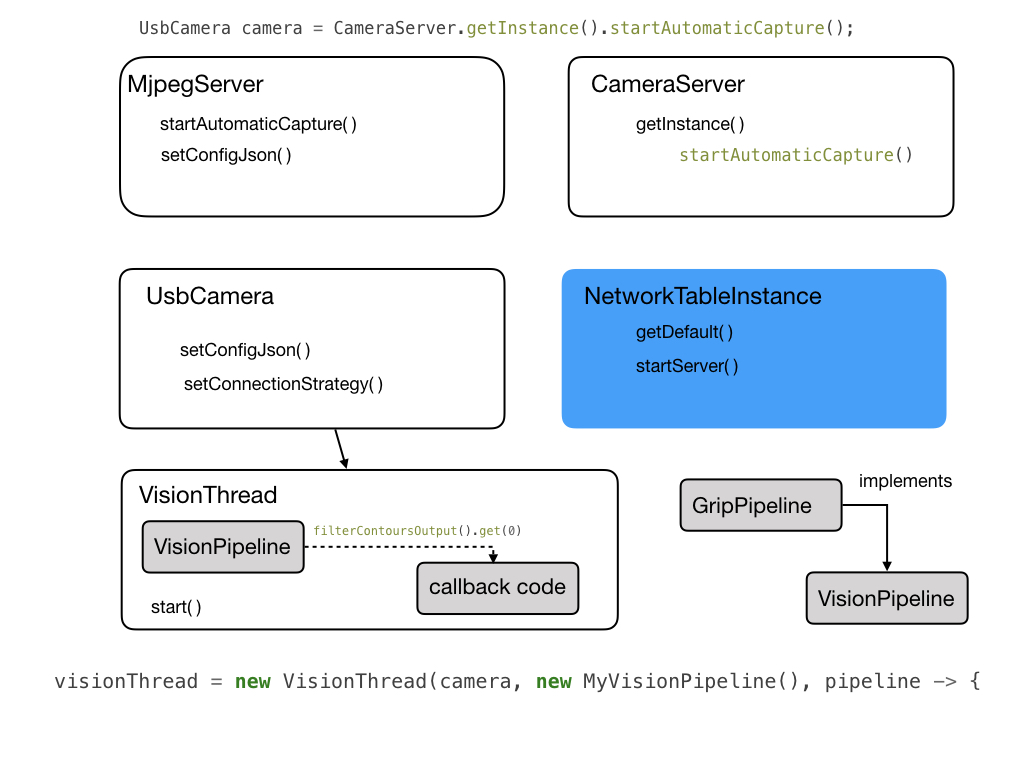 UsbCamera camera = CameraServer.getInstance().startAutomaticCapture();
MjpegServer
startAutomaticCapture()
setConfigJson()
CameraServer
getInstance()
startAutomaticCapture()
UsbCamera
setConfigJson()
setConnectionStrategy()
NetworkTableInstance
getDefault()
startServer()
VisionThread
VisionPipeline
filterContoursOutput().get(0)
callback code
start()
GripPipeline
implements
VisionPipeline
visionThread = new VisionThread(camera, new MyVisionPipeline(), pipeline -> {